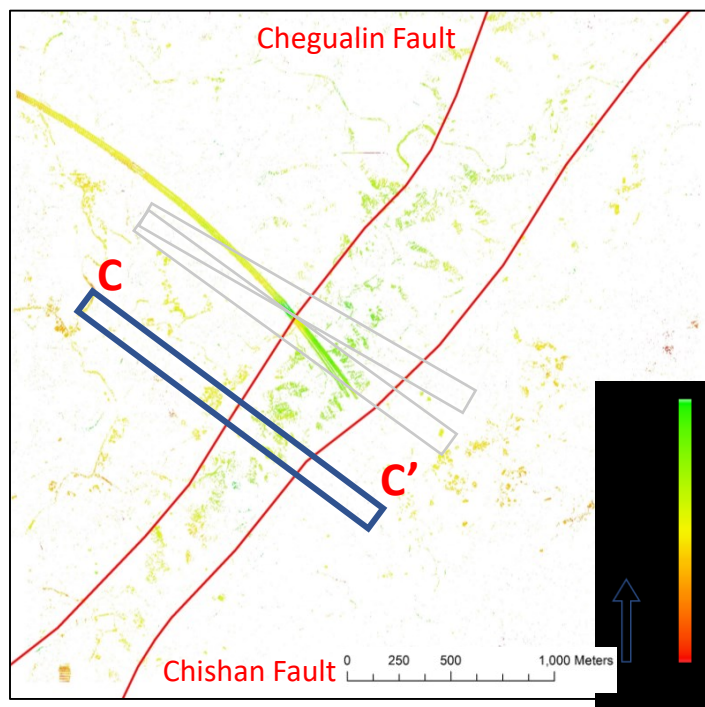 Chegualin Fault
C
C’
Chishan Fault
0 250 500 1,000 Meters